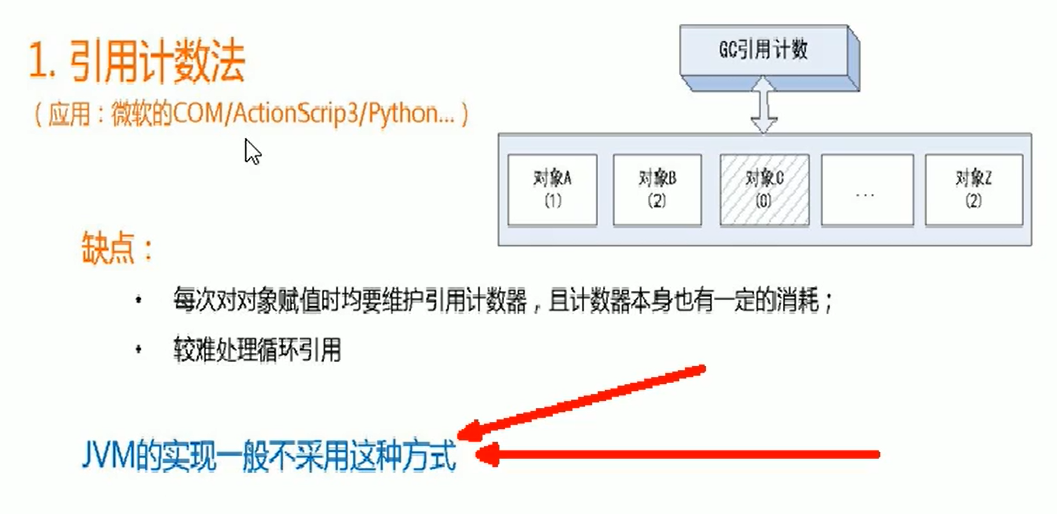 1. 引用计数法
（应用：微软的COM/ActionScrip3/Python...）
GC引用计数
对象A
(1)
对象B
(2)
对象C
(0)
...
对象Z
(2)
缺点：
• 每次对对象赋值时均要维护引用计数器，且计数器本身也有一定的消耗；
• 较难处理循环引用
JVM的实现一般不采用这种方式